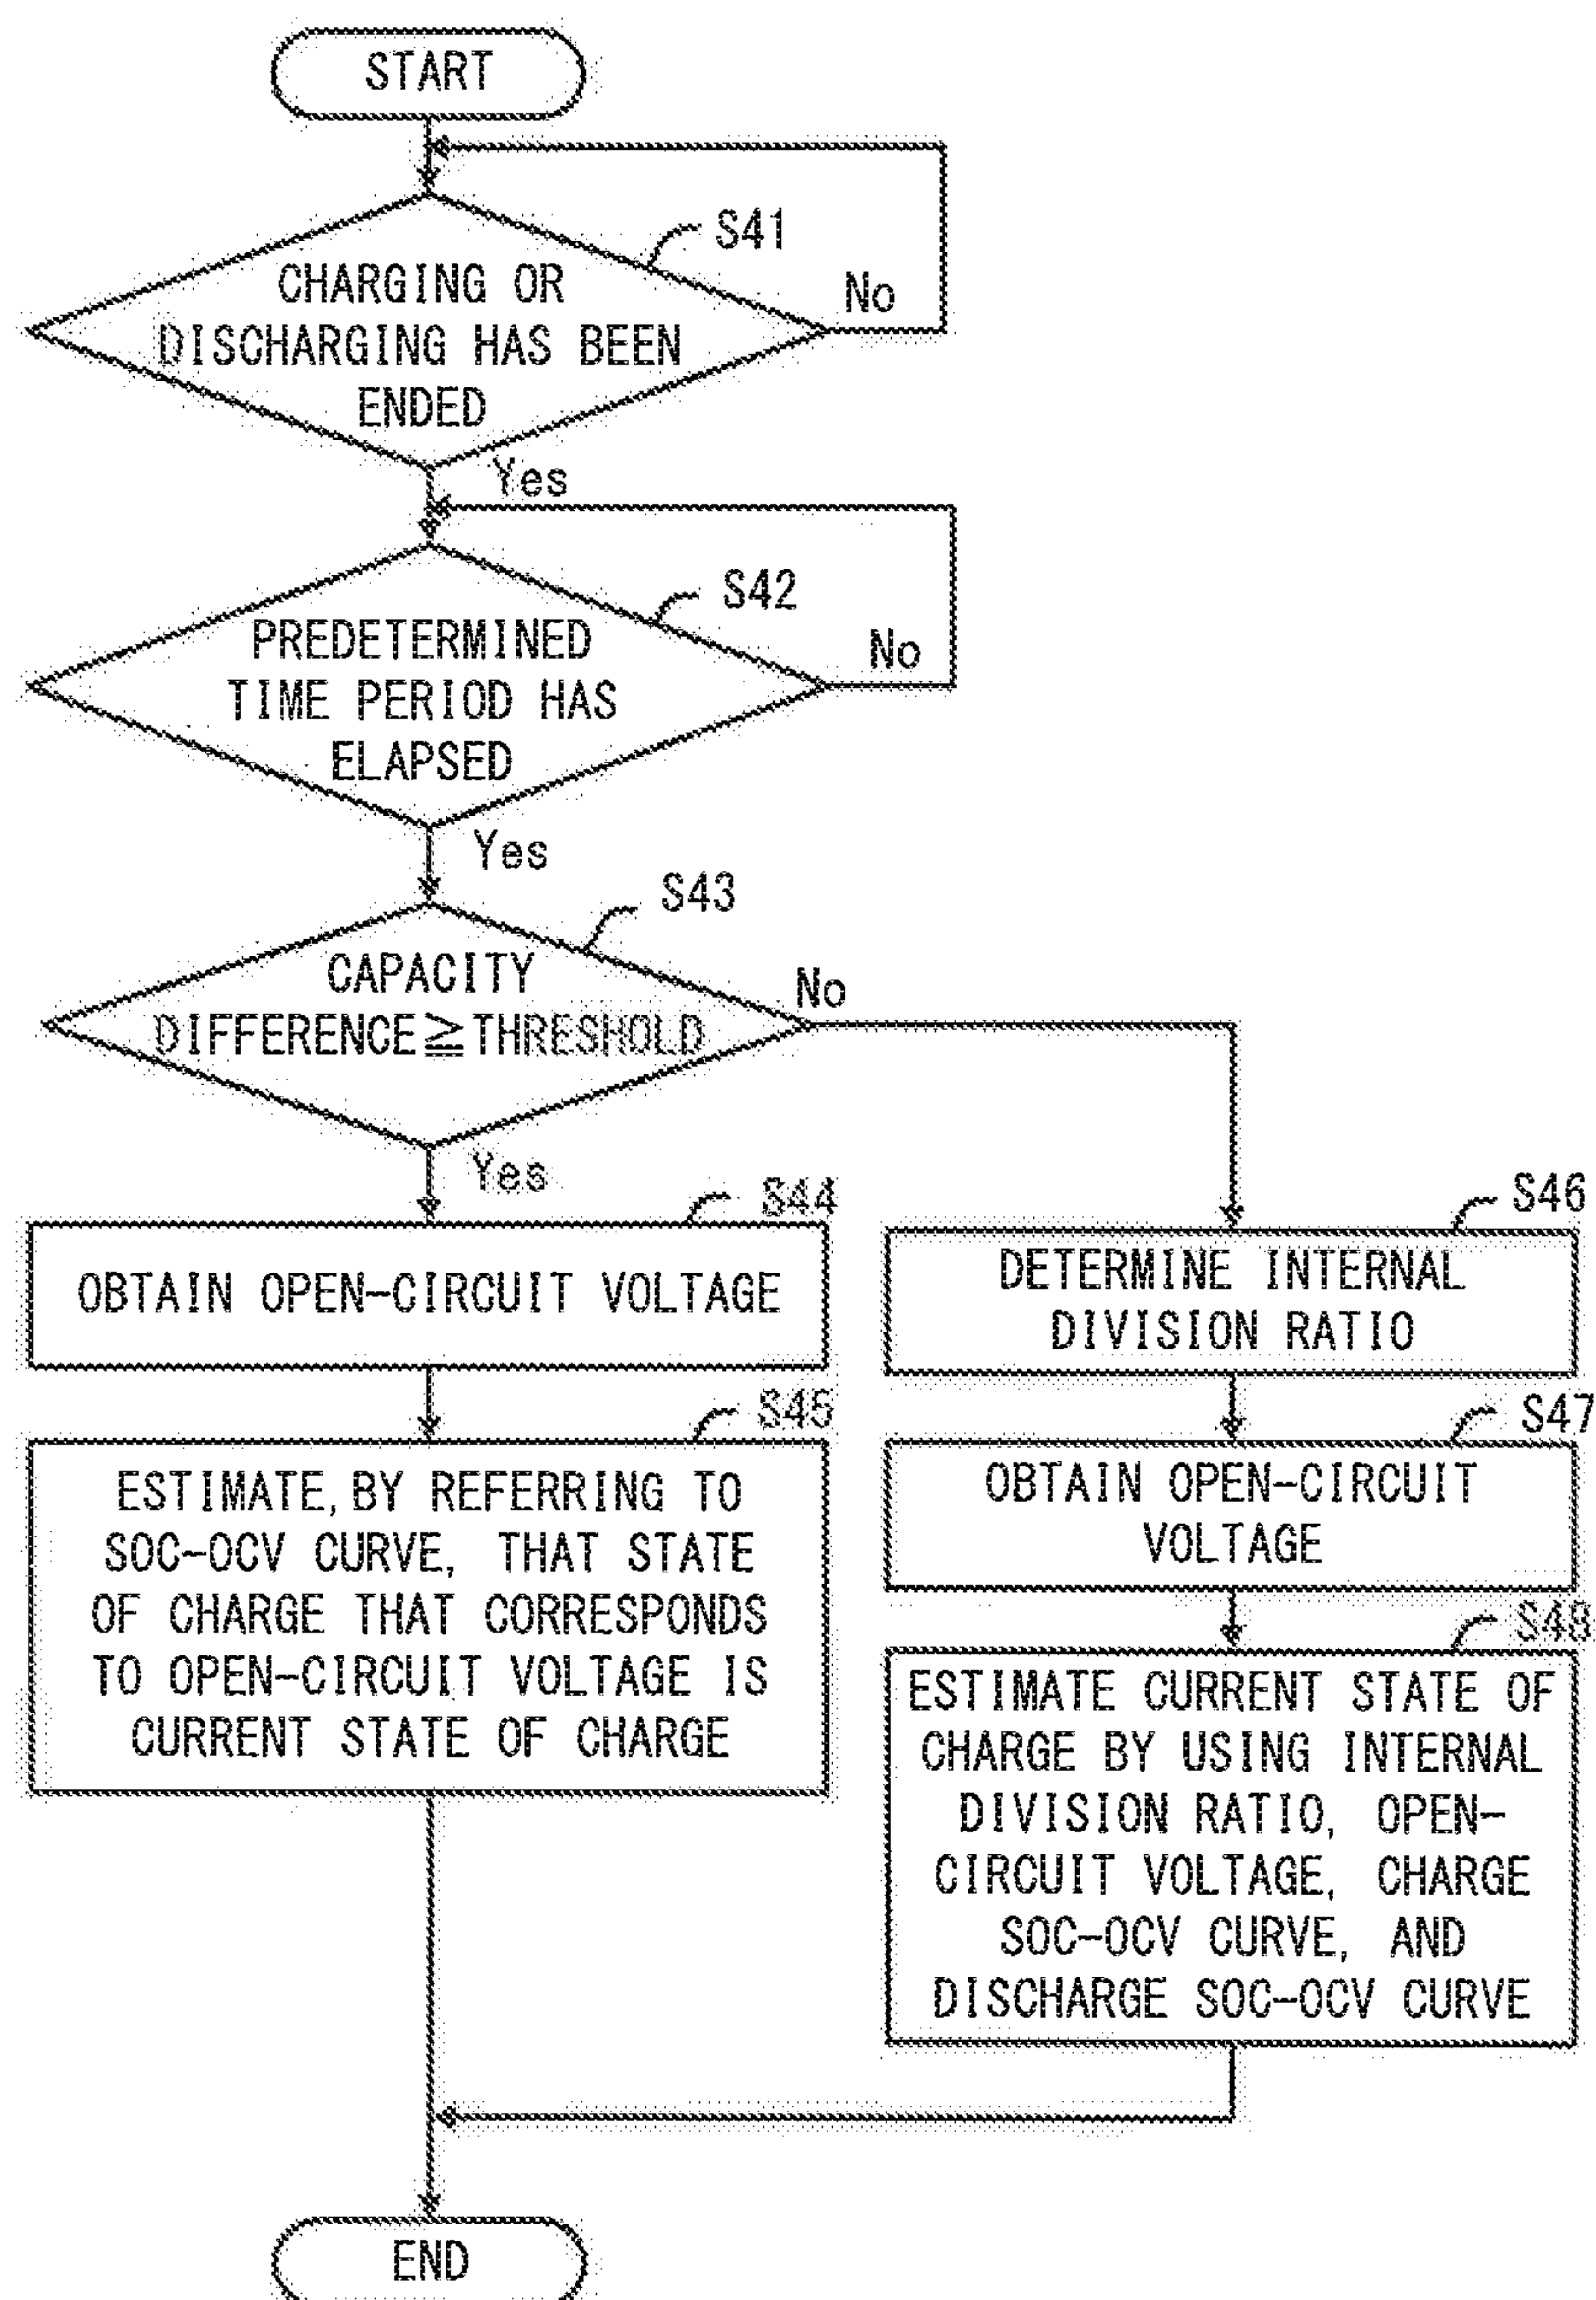 START
S41
CHARGING OR
DISCHARGING HAS BEEN
ENDED
No
Yes
S42
PREDETERMINED
TIME PERIOD HAS
ELAPSED
No
Yes
S43
CAPACITY
DIFFERENCE≧THRESHOLD
No
Yes
S44
OBTAIN OPEN-CIRCUIT VOLTAGE
S45
ESTIMATE, BY REFERRING TO
SOC-OCV CURVE, THAT STATE
OF CHARGE THAT CORRESPONDS
TO OPEN-CIRCUIT VOLTAGE IS
CURRENT STATE OF CHARGE
S46
DETERMINE INTERNAL
DIVISION RATIO
S47
OBTAIN OPEN-CIRCUIT
VOLTAGE
S48
ESTIMATE CURRENT STATE OF
CHARGE BY USING INTERNAL
DIVISION RATIO, OPEN-
CIRCUIT VOLTAGE, CHARGE
SOC-OCV CURVE, AND
DISCHARGE SOC-OCV CURVE
END